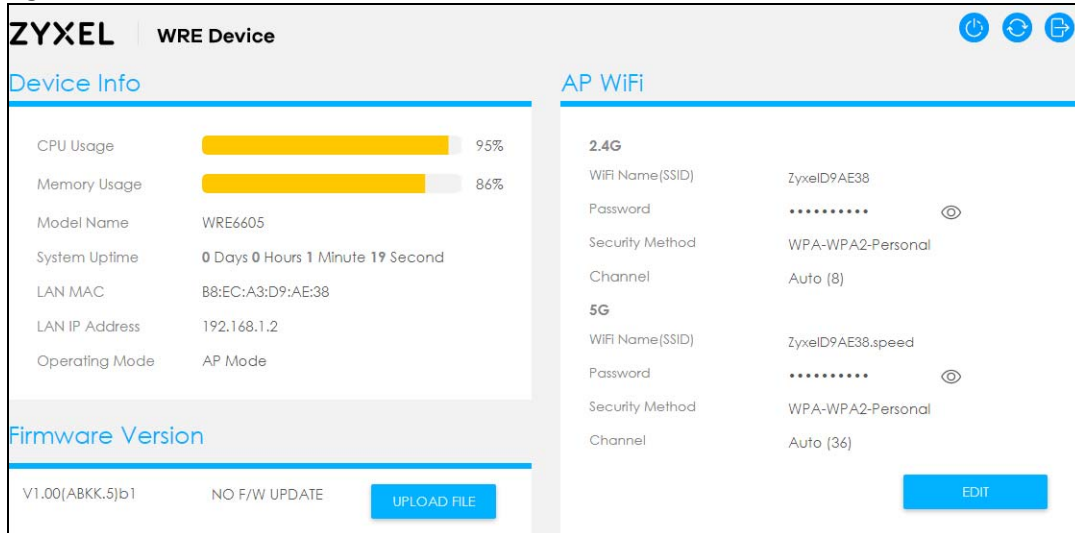 ZYXEL WRE Device
Device Info
CPU Usage 95%
Memory Usage 86%
Model Name WRE6605
System Uptime 0 Days 0 Hours 1 Minute 19 Second
LAN MAC B8:EC:A3:D9:AE:38
LAN IP Address 192.168.1.2
Operating Mode AP Mode
Firmware Version
V1.00(ABKK.5)b1 NO F/W UPDATE UPLOAD FILE
AP WiFi
2.4G
WiFi Name(SSID) ZyxelD9AE38
Password ••••••••••
Security Method WPA-WPA2-Personal
Channel Auto (8)
5G
WiFi Name(SSID) ZyxelD9AE38.speed
Password ••••••••••
Security Method WPA-WPA2-Personal
Channel Auto (36)
EDIT